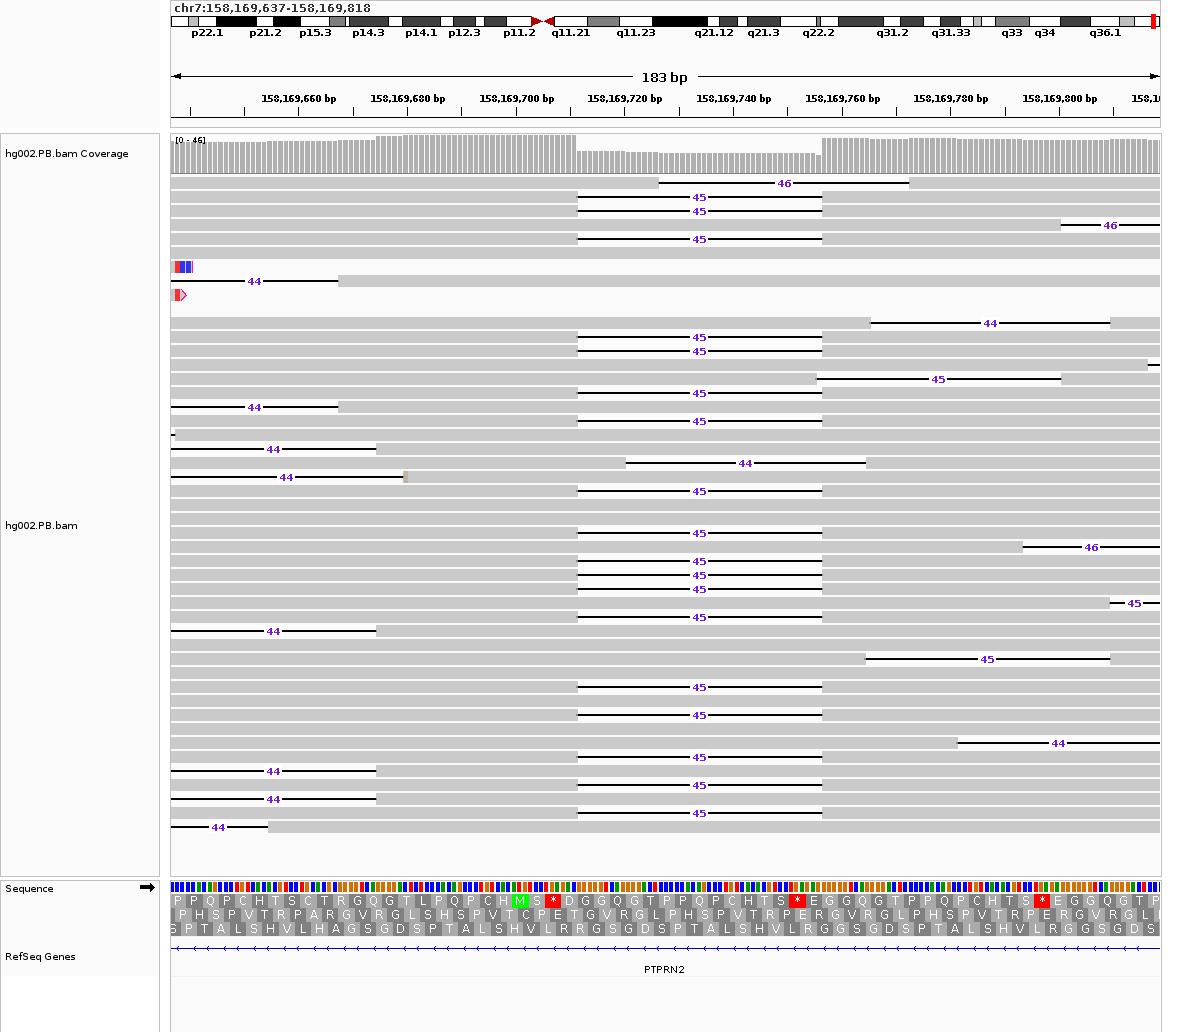 chr7:158,169,637-158,169,818
p22.1 p21.2 p15.3 p14.3 p14.1 p12.3 p11.2 q11.21 q11.23 q21.12 q21.3 q22.2 q31.2 q31.33 q33 q34 q36.1
183 bp
158,169,660 bp 158,169,680 bp 158,169,700 bp 158,169,720 bp 158,169,740 bp 158,169,760 bp 158,169,780 bp 158,169,800 bp 158,1
[0 - 46]
hg002.PB.bam Coverage
46
45
45
46
45
44
44
45
45
45
45
44
45
44
44
44
45
hg002.PB.bam
45
46
45
45
45
45
45
44
45
45
45
44
45
44
45
44
45
44
Sequence
P P Q P C H T S C T R G Q G T L P Q P C H M S * D G G Q G T P P Q P C H T S * E G G Q G T P P Q P C H T S * E G G Q G T P
P H S P V T R P A R G V R G L S H S P V T C P E T G V R G L P H S P V T R P E R G V R G L P H S P V T R P E R G V R G L
S P T A L S H V L H A G S G D S P T A L S H V L R R G S G D S P T A L S H V L R G G S G D S P T A L S H V L R G G S G D S
RefSeq Genes
PTPRN2